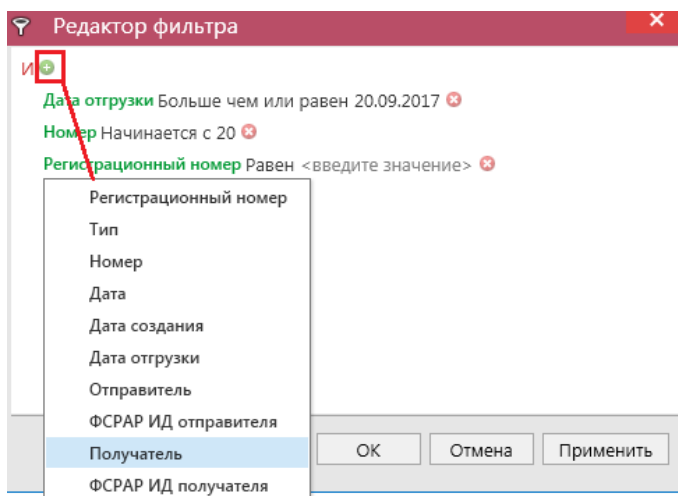 Редактор фильтра
И
Дата отгрузки Больше чем или равен 20.09.2017
Номер Начинается с 20
Регистрационный номер Равен <введите значение>
Регистрационный номер
Тип
Номер
Дата
Дата создания
Дата отгрузки
Отправитель
ФСРАР ИД отправителя
Получатель
ФСРАР ИД получателя
ОК Отмена Применить